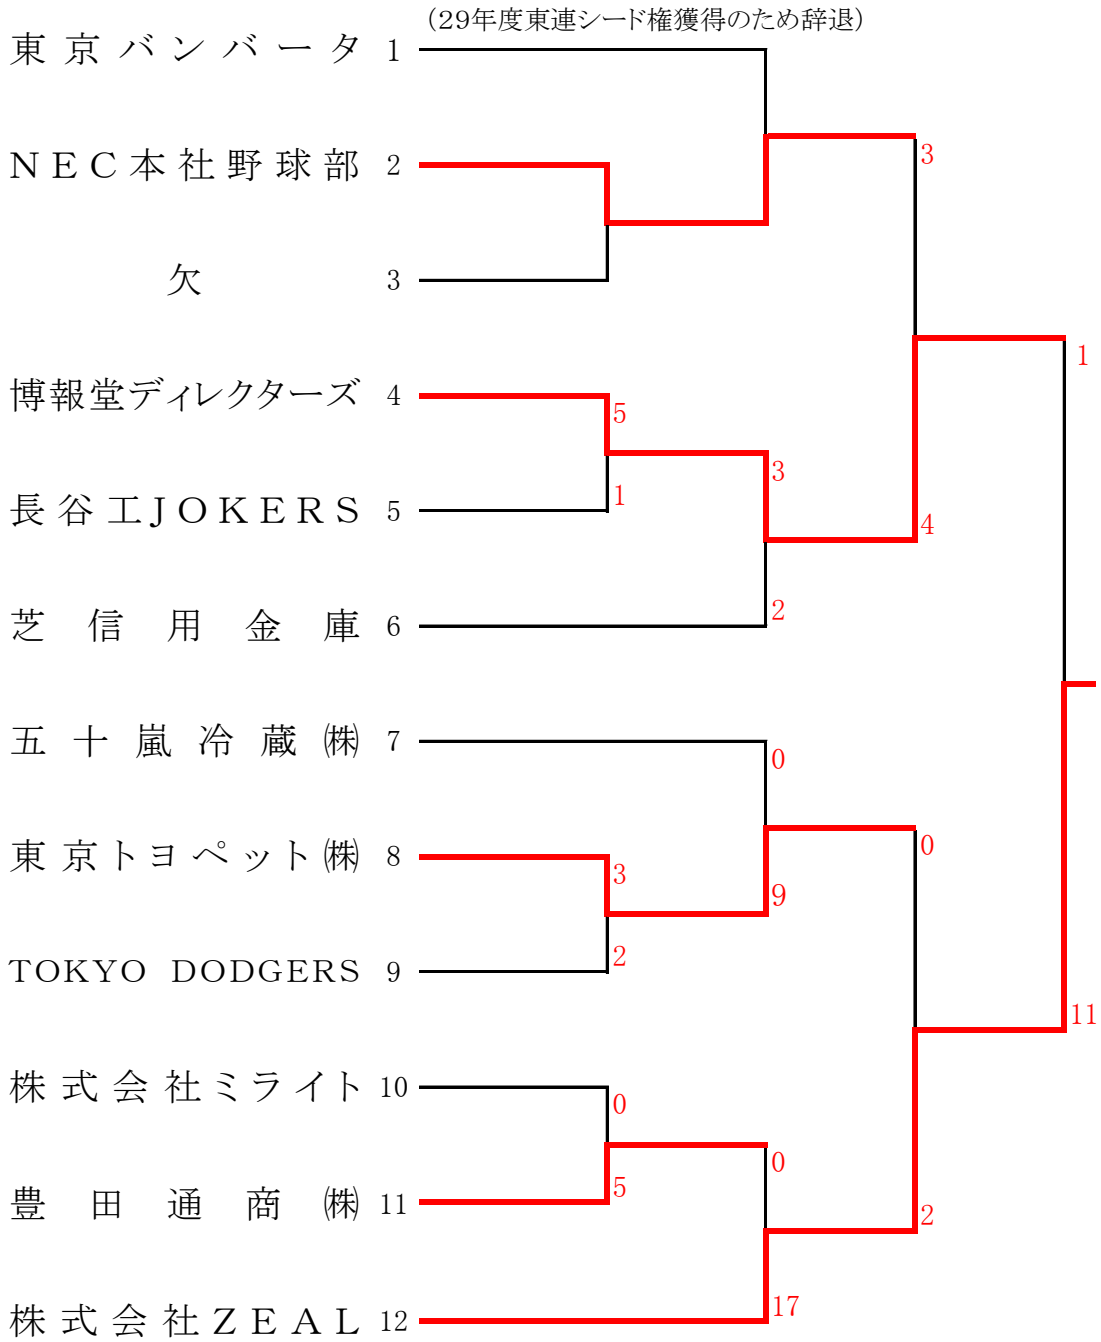 (29年度東連シード権獲得のため辞退)
東京バンバータ 1
3
NEC本社野球部 2
欠 3
1
博報堂ディレクターズ 4
5
3
1
長谷工JOKERS 5
4
2
芝信用金庫 6
五十嵐冷蔵㈱ 7
0
0
東京トヨペット㈱ 8
3
9
2
TOKYO DODGERS 9
11
株式会社ミライト 10
0
0
5
豊田通商㈱ 11
2
17
株式会社ZEAL 12